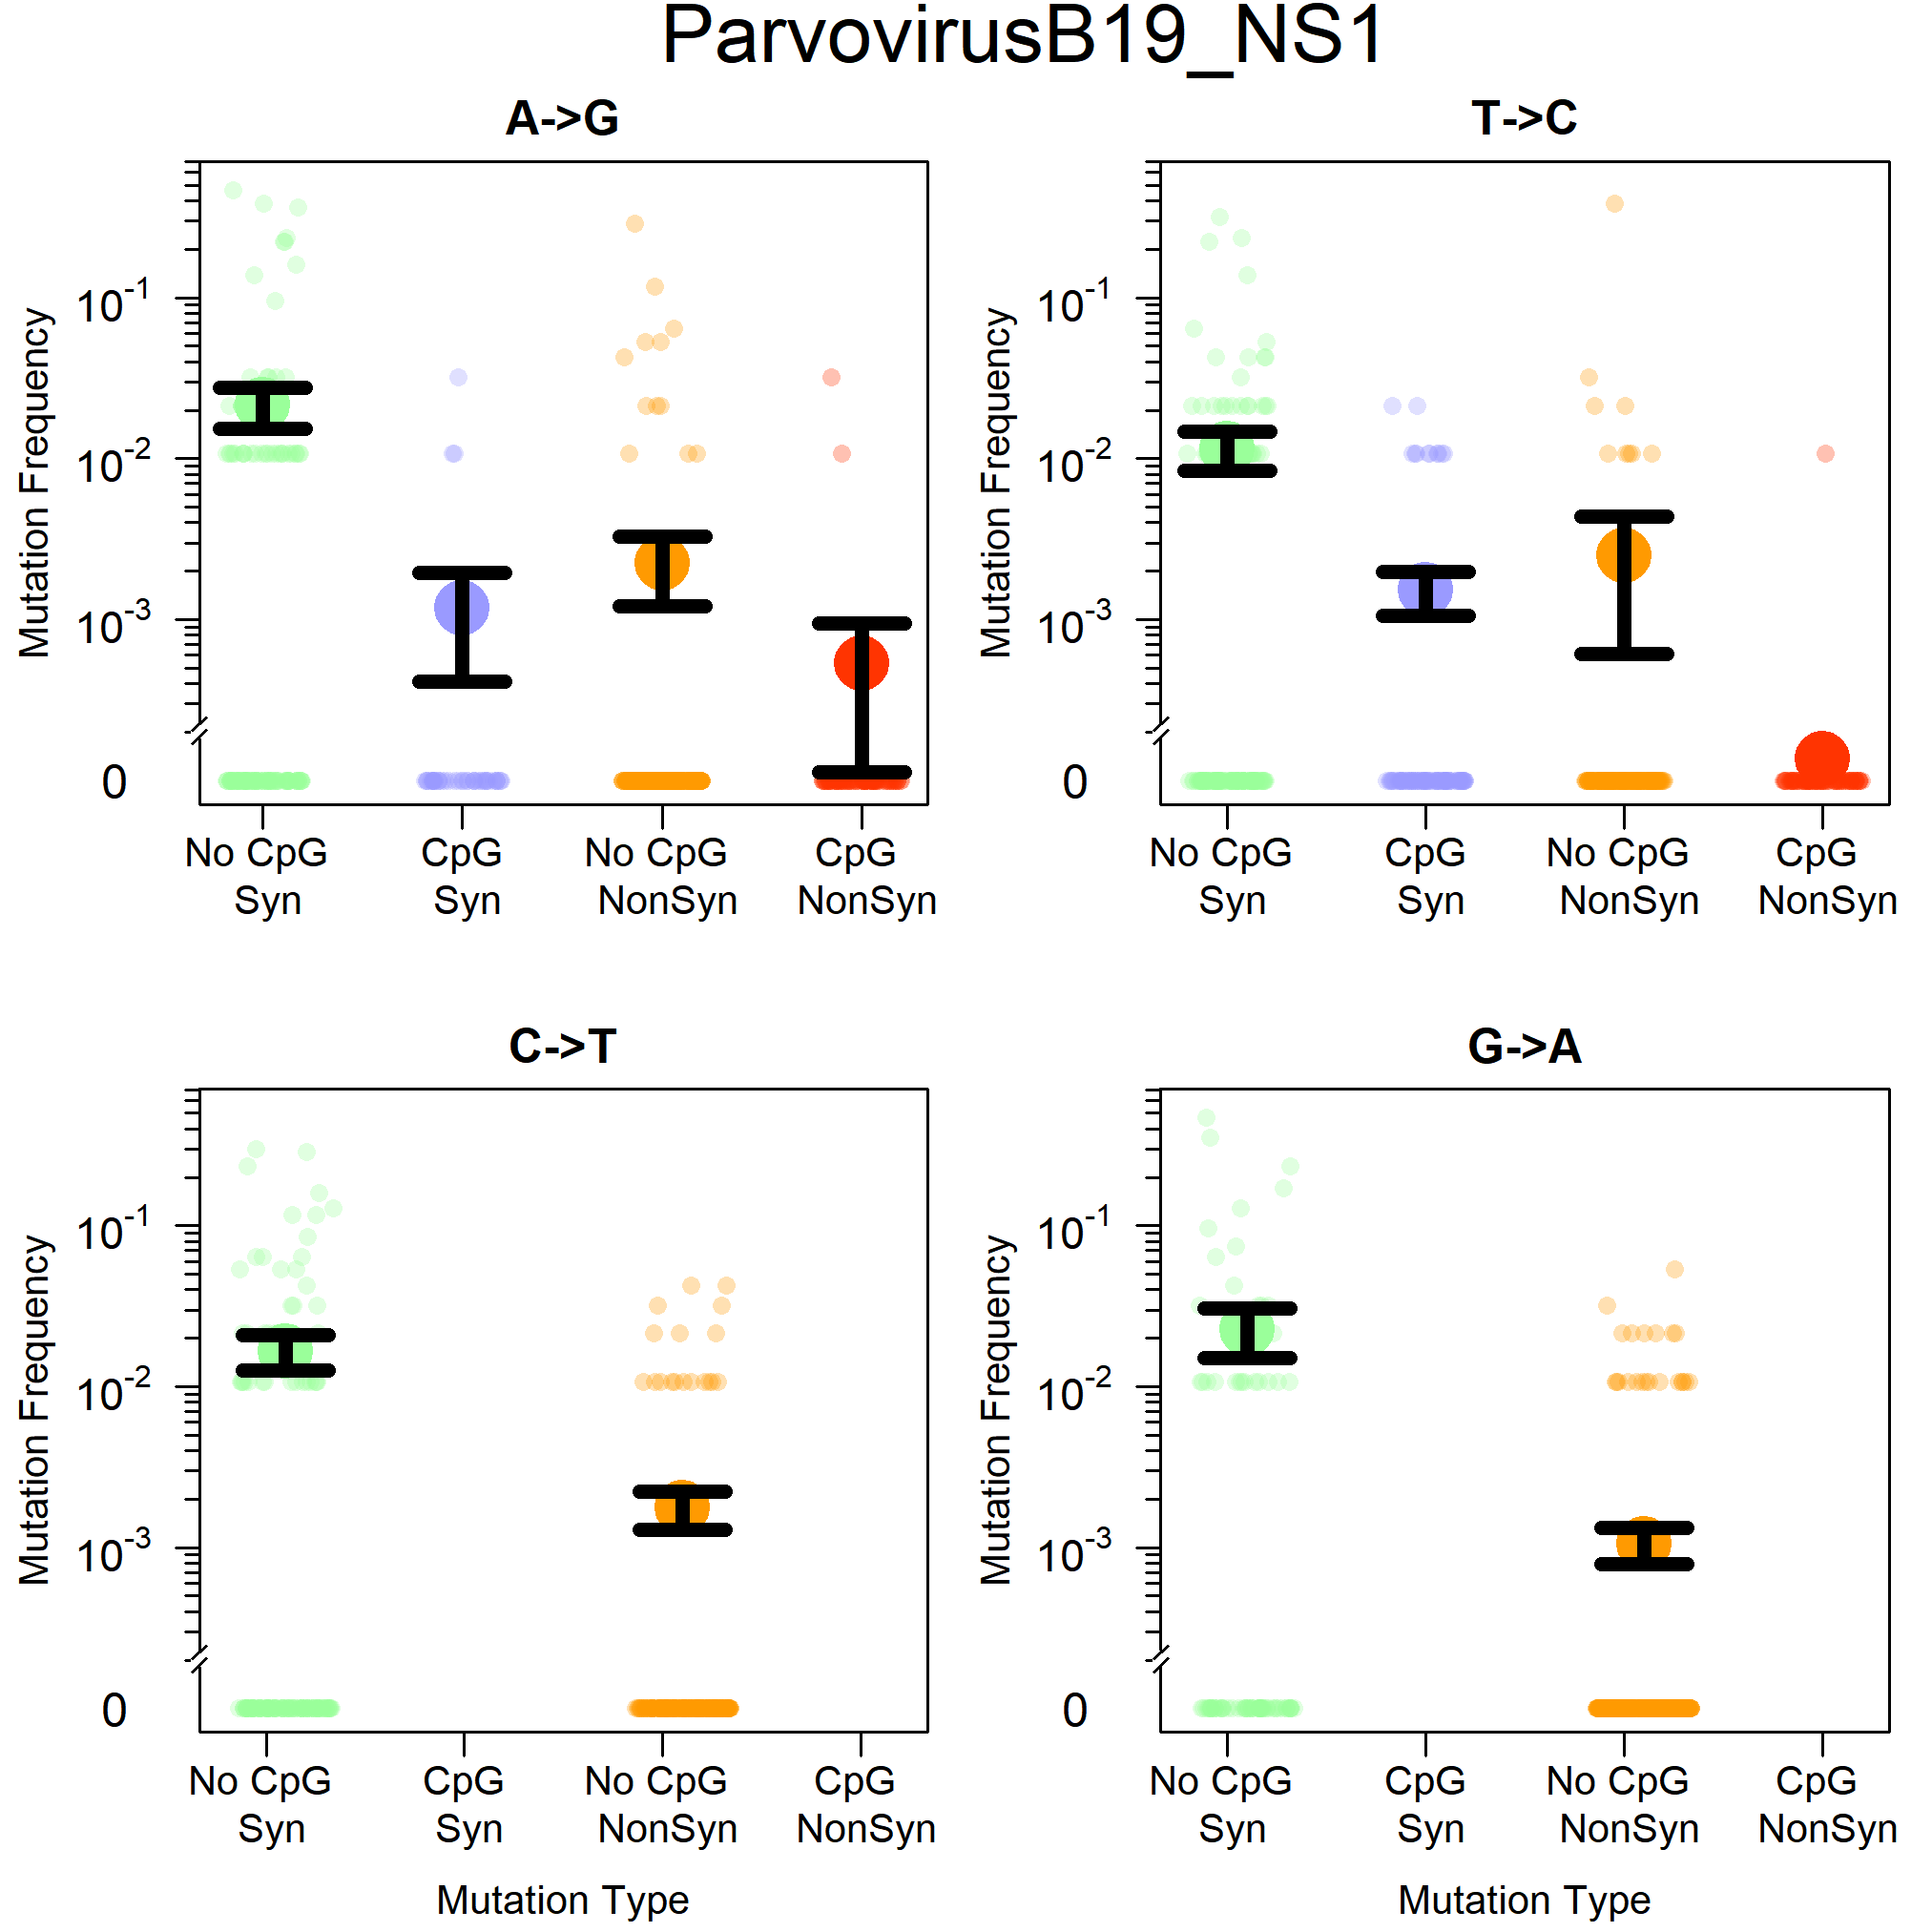 ParvovirusB19_NS1
A->G
Mutation Frequency
10-1
10-2
10-3
0
No CpG Syn
CpG Syn
No CpG NonSyn
CpG NonSyn
T->C
Mutation Frequency
10-1
10-2
10-3
0
No CpG Syn
CpG Syn
No CpG NonSyn
CpG NonSyn
C->T
Mutation Frequency
10-1
10-2
10-3
0
No CpG Syn
CpG Syn
No CpG NonSyn
CpG NonSyn
Mutation Type
G->A
Mutation Frequency
10-1
10-2
10-3
0
No CpG Syn
CpG Syn
No CpG NonSyn
CpG NonSyn
Mutation Type